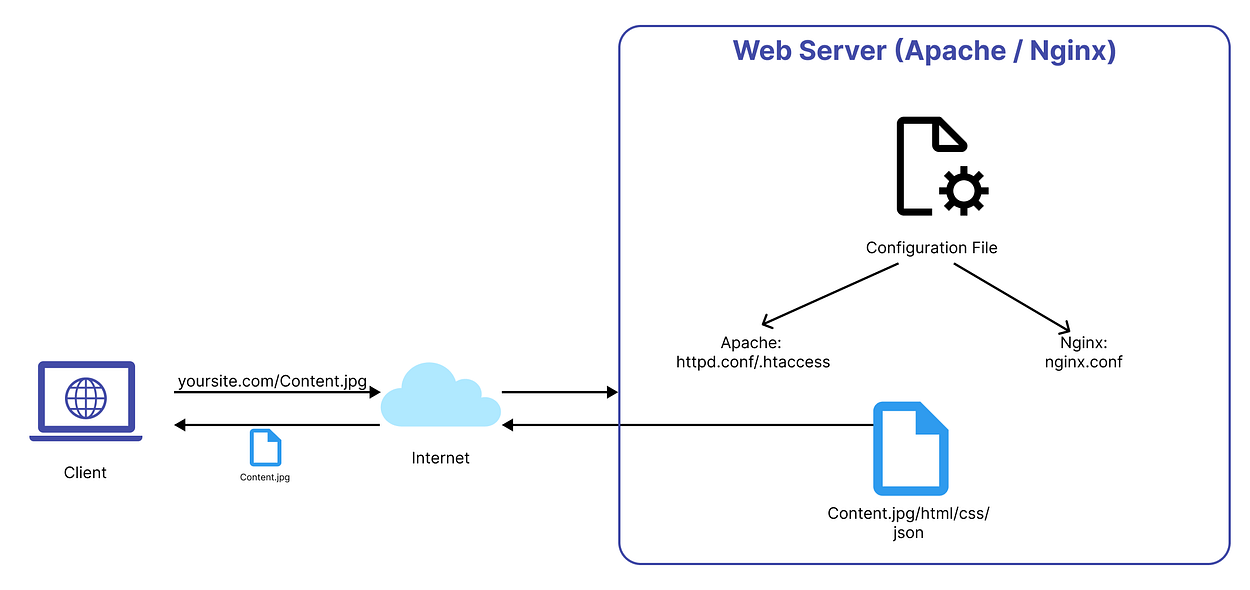 Web Server (Apache / Nginx)
Configuration File
Apache:
httpd.conf/.htaccess
Nginx:
nginx.conf
yoursite.com/Content.jpg
Content.jpg
Client
Internet
Content.jpg/html/css/
json